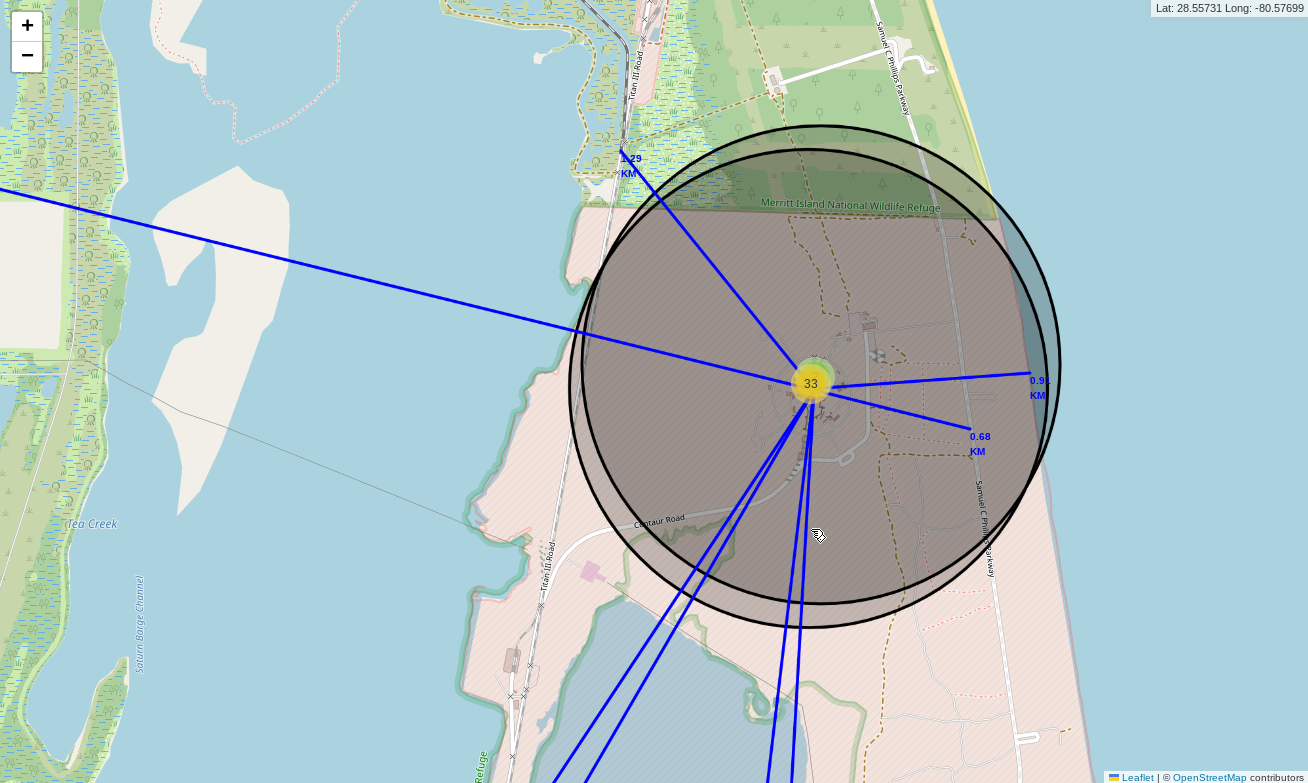 +
−
Lat: 28.55731 Long: -80.57699
Samuel C Phillips Parkway
Titan III Road
1.29
KM
Merritt Island National Wildlife Refuge
33
0.91
KM
0.68
KM
Centaur Road
Samuel C Phillips Parkway
Tea Creek
Titan III Road
Saturn Barge Channel
Refuge
Leaflet | © OpenStreetMap contributors